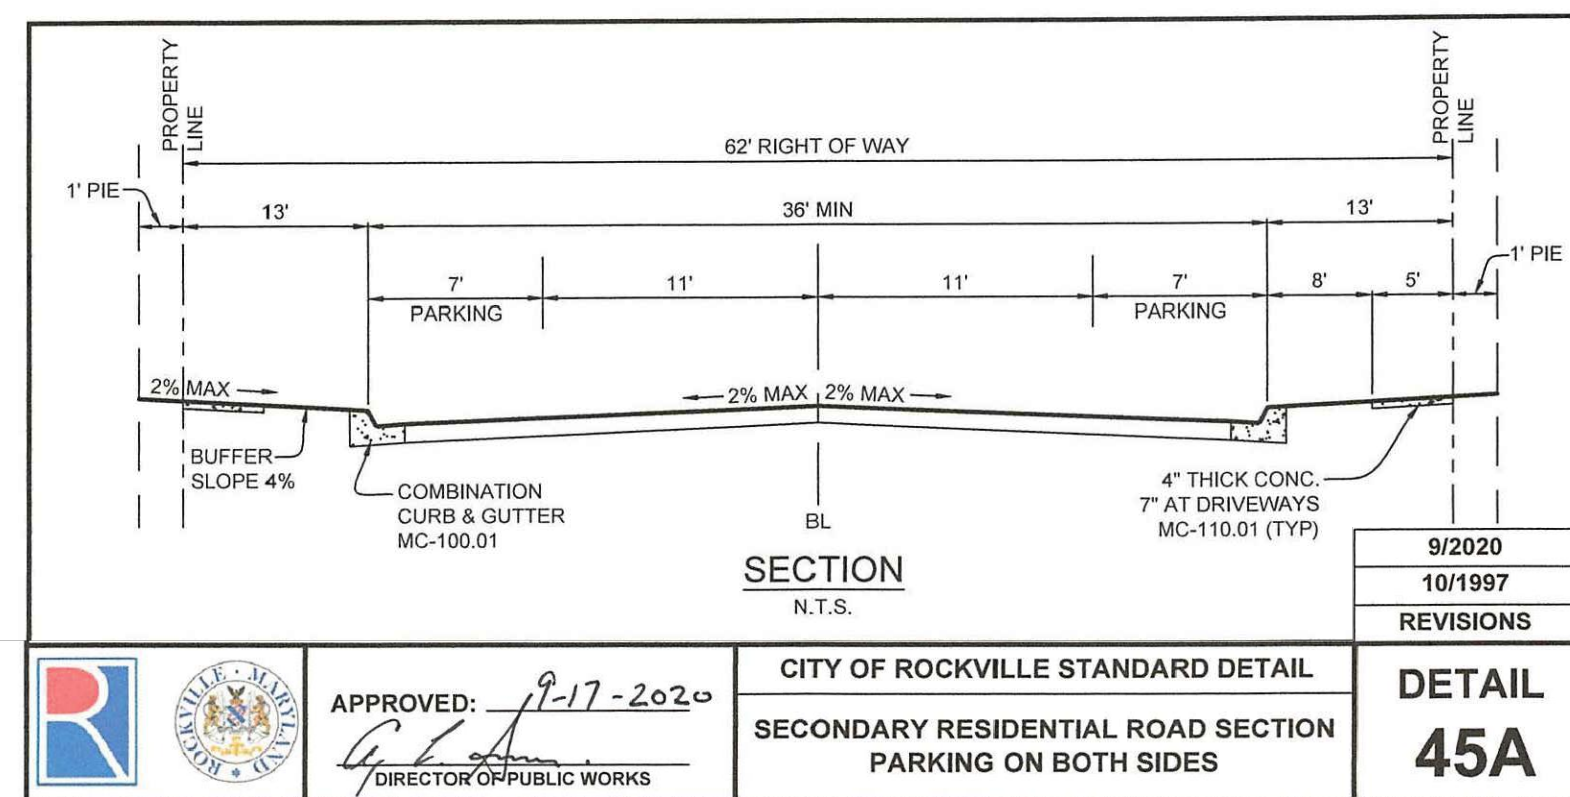 PROPERTY
LINE
PROPERTY
LINE
62' RIGHT OF WAY
1' PIE
13'
36' MIN
13'
1' PIE
7'
PARKING
11'
11'
7'
PARKING
8'
5'
2% MAX
2% MAX
2% MAX
BUFFER
SLOPE 4%
COMBINATION
CURB & GUTTER
MC-100.01
BL
4" THICK CONC.
7" AT DRIVEWAYS
MC-110.01 (TYP)
SECTION
N.T.S.
9/2020
10/1997
REVISIONS
ROCKVILLE • MARYLAND
APPROVED: 9-17-2020
DIRECTOR OF PUBLIC WORKS
CITY OF ROCKVILLE STANDARD DETAIL
SECONDARY RESIDENTIAL ROAD SECTION
PARKING ON BOTH SIDES
DETAIL
45A